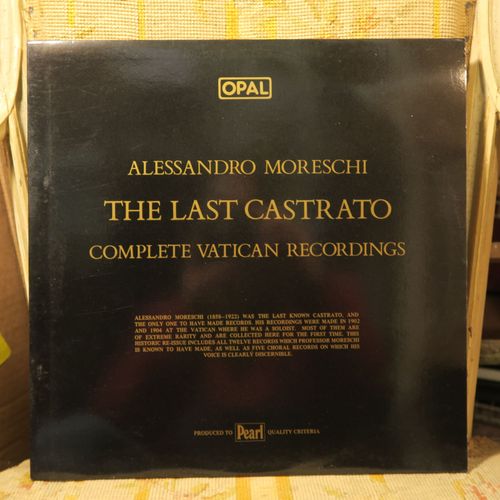 OPAL
ALESSANDRO MORESCHI
THE LAST CASTRATO
COMPLETE VATICAN RECORDINGS
ALESSANDRO MORESCHI (1858–1922) WAS THE LAST KNOWN CASTRATO, AND
THE ONLY ONE TO HAVE MADE RECORDS. HIS RECORDINGS WERE MADE IN 1902
AND 1904 AT THE VATICAN WHERE HE WAS A SOLOIST. MOST OF THEM ARE
OF EXTREME RARITY AND ARE COLLECTED HERE FOR THE FIRST TIME. THIS
HISTORIC RE-ISSUE INCLUDES ALL TWELVE RECORDS WHICH PROFESSOR MORESCHI
IS KNOWN TO HAVE MADE, AS WELL AS FIVE CHORAL RECORDS ON WHICH HIS
VOICE IS CLEARLY DISCERNIBLE.
PRODUCED TO Pearl QUALITY CRITERIA